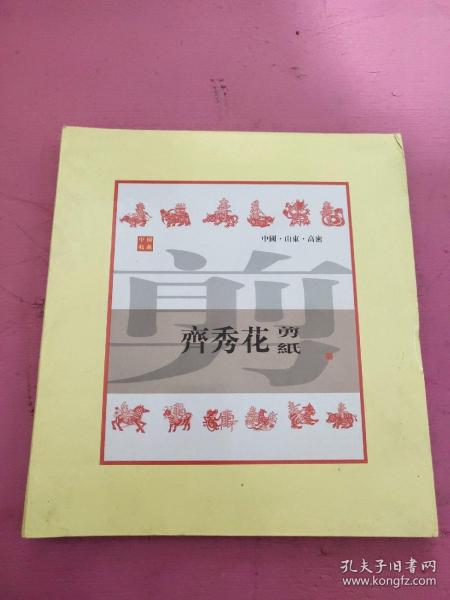 中國·山東·高密
剪
齊秀花
剪
紙
孔夫子旧书网
www.kongfz.com